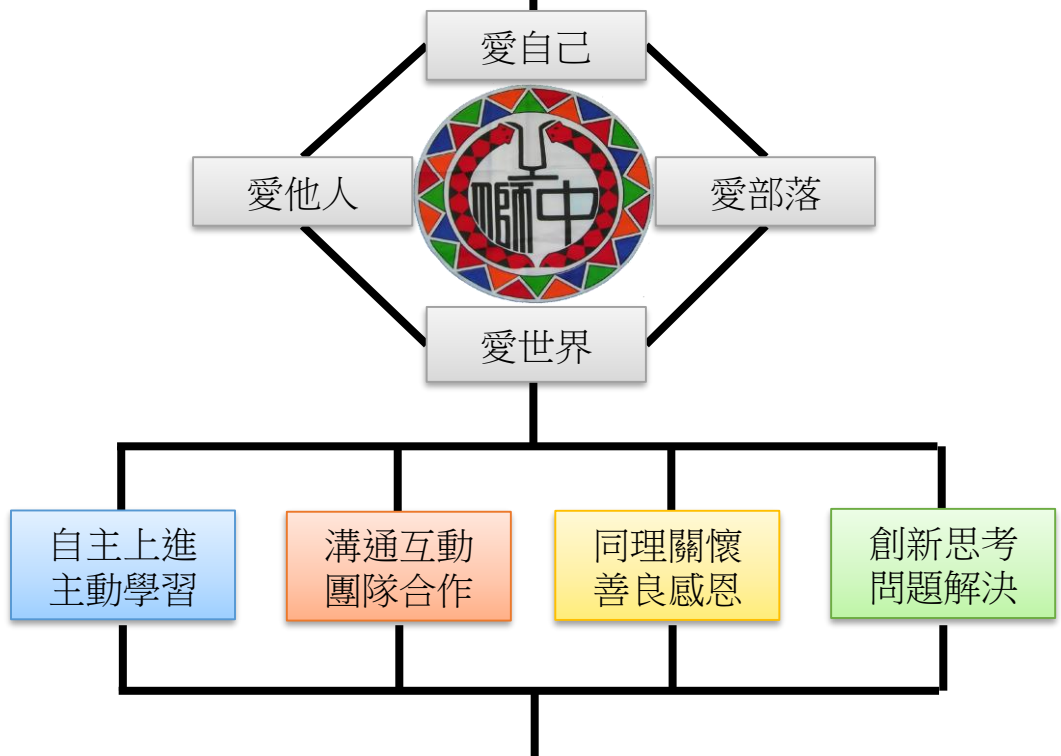 愛自己
愛他人
愛部落
愛世界
自主上進
主動學習
溝通互動
團隊合作
同理關懷
善良感恩
創新思考
問題解決